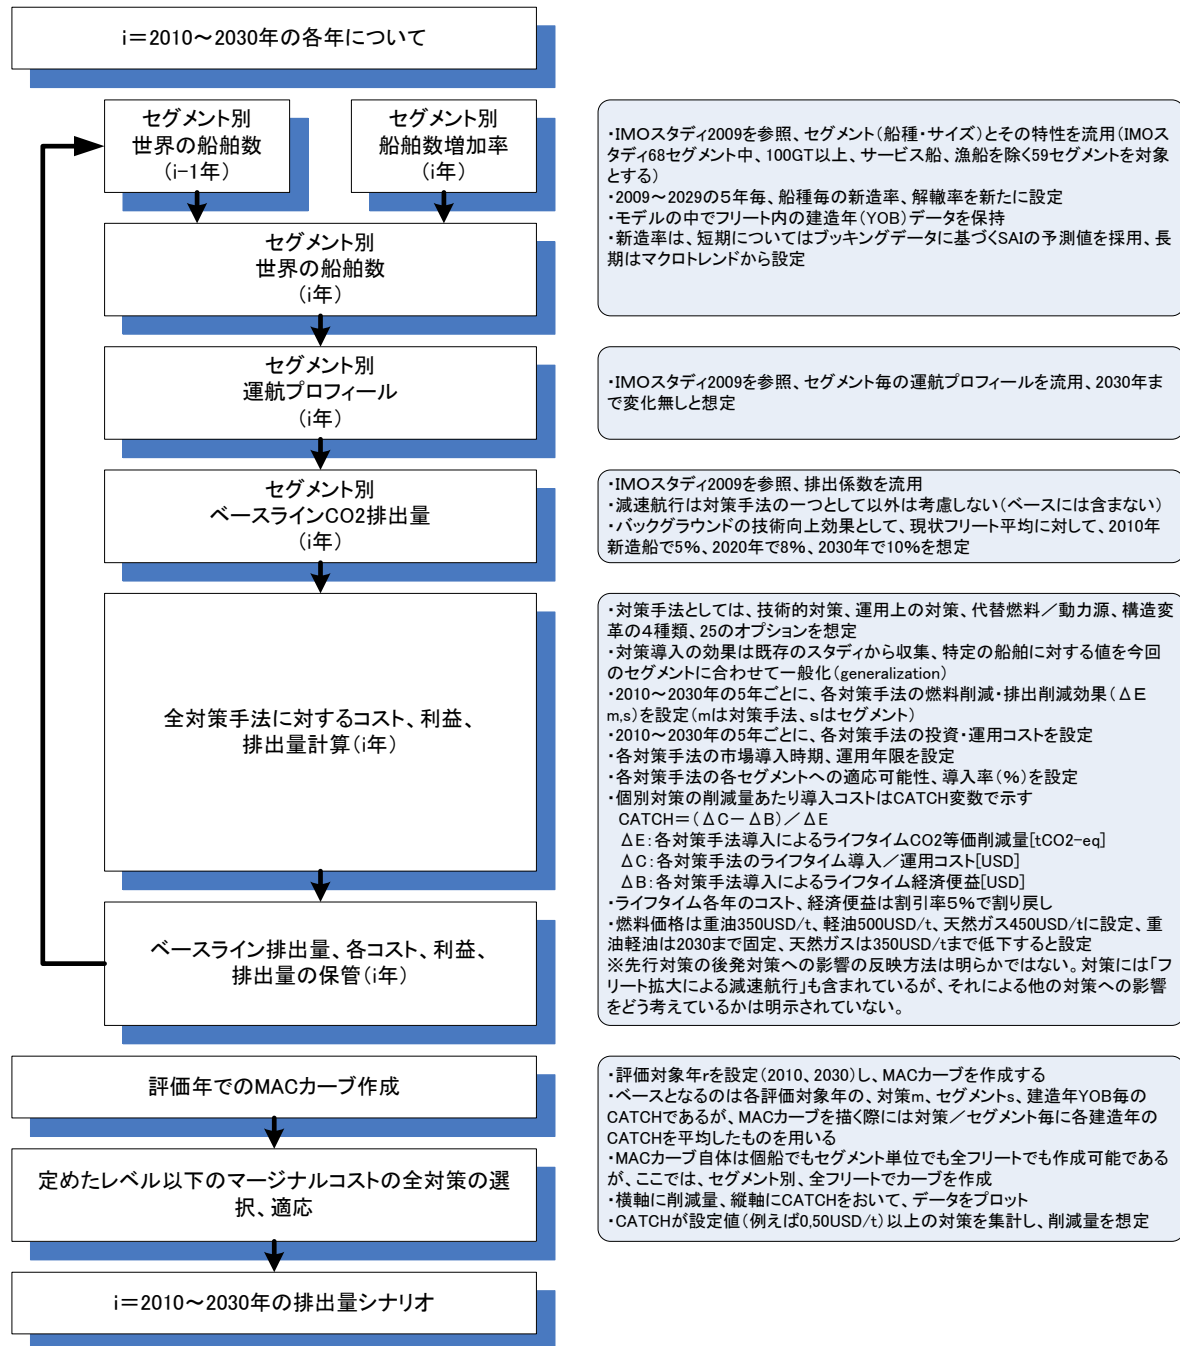 i＝2010～2030年の各年について
セグメント別
世界の船舶数
（i-1年）
セグメント別
船舶数増加率
（i年）
・IMOスタディ2009を参照、セグメント（船種・サイズ）とその特性を流用（IMOス
タディ68セグメント中、100GT以上、サービス船、漁船を除く59セグメントを対象
とする）
・2009～2029の5年毎、船種毎の新造率、解轍率を新たに設定
・モデルの中でフリート内の建造年（YOB）データを保持
・新造率は、短期についてはブッキングデータに基づくSAIの予測値を採用、長
期はマクロトレンドから設定
セグメント別
世界の船舶数
（i年）
セグメント別
運航プロフィール
（i年）
・IMOスタディ2009を参照、セグメント毎の運航プロフィールを流用、2030年ま
で変化無しと想定
セグメント別
ベースラインCO2排出量
（i年）
・IMOスタディ2009を参照、排出係数を流用
・減速航行は対策手法の一つとして以外は考慮しない（ベースには含まない）
・バックグラウンドの技術向上効果として、現状フリート平均に対して、2010年
新造船で5％、2020年で8％、2030年で10％を想定
全対策手法に対するコスト、利益、
排出量計算（i年）
・対策手法としては、技術的対策、運用上の対策、代替燃料／動力源、構造変
革の4種類、25のオプションを想定
・対策導入の効果は既存のスタディから収集、特定の船舶に対する値を今回
のセグメントに合わせて一般化（generalization）
・2010～2030年の5年ごとに、各対策手法の燃料削減・排出削減効果（ΔE
m,s）を設定（mは対策手法、sはセグメント）
・2010～2030年の5年ごとに、各対策手法の投資・運用コストを設定
・各対策手法の市場導入時期、運用年限を設定
・各対策手法の各セグメントへの適応可能性、導入率（%）を設定
・個別対策の削減量あたり導入コストはCATCH変数で示す
CATCH＝（ΔC－ΔB）／ΔE
ΔE：各対策手法導入によるライフタイムCO2等価削減量[tCO2-eq]
ΔC：各対策手法のライフタイム導入／運用コスト[USD]
ΔB：各対策手法導入によるライフタイム経済便益[USD]
・ライフタイム各年のコスト、経済便益は割引率5％で割り戻し
・燃料価格は重油350USD/t、軽油500USD/t、天然ガス450USD/tに設定、重
油軽油は2030まで固定、天然ガスは350USD/tまで低下すると設定
※先行対策の後発対策への影響の反映方法は明らかではない。対策には「フ
リート拡大による減速航行」も含まれているが、それによる他の対策への影響
をどう考えているかは明示されていない。
ベースライン排出量、各コスト、利益、
排出量の保管（i年）
評価年でのMACカーブ作成
・評価対象年rを設定（2010、2030）し、MACカーブを作成する
・ベースとなるのは各評価対象年の、対策m、セグメントs、建造年YOB毎の
CATCHであるが、MACカーブを描く際には対策／セグメント毎に各建造年の
CATCHを平均したものを用いる
・MACカーブ自体は個船でもセグメント単位でも全フリートでも作成可能である
が、ここでは、セグメント別、全フリートでカーブを作成
・横軸に削減量、縦軸にCATCHをおいて、データをプロット
・CATCHが設定値（例えば0,50USD/t）以上の対策を集計し、削減量を想定
定めたレベル以下のマージナルコストの全対策の選
択、適応
i＝2010～2030年の排出量シナリオ